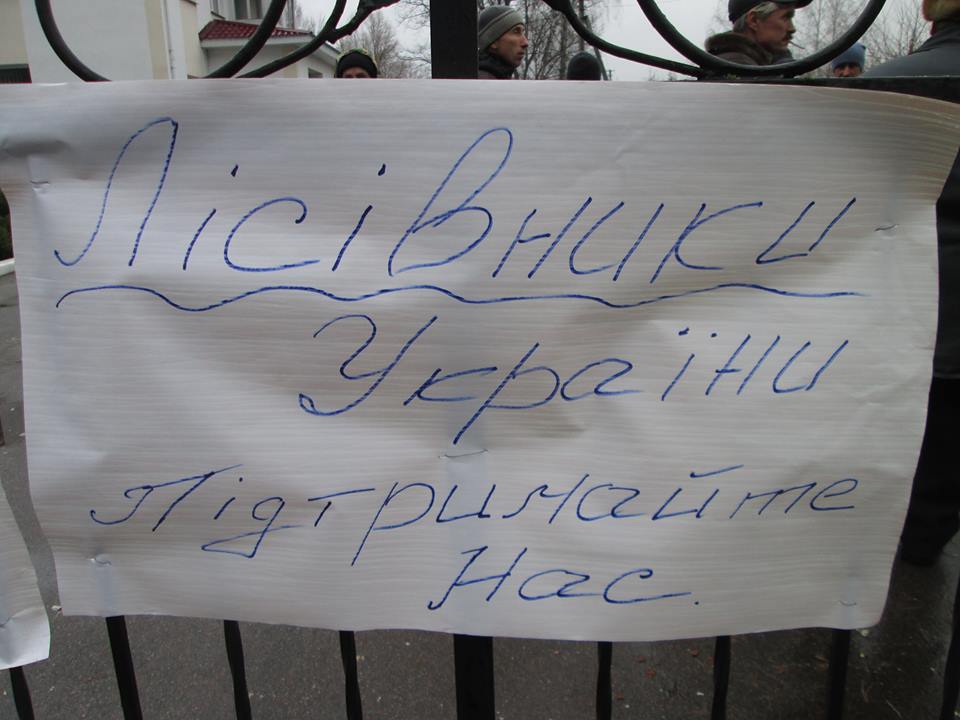 Лісівники
України
Підтримайте
Нас.